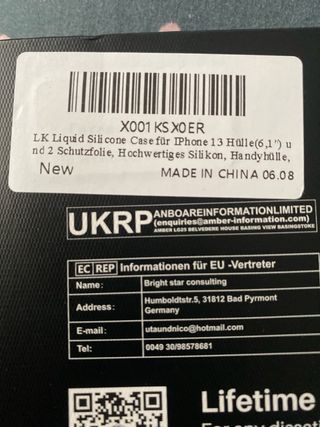 X001KSX0ER
LK Liquid Silicone Case für IPhone 13 Hülle(6,1") u
nd 2 Schutzfolie, Hochwertiges Silikon, Handyhülle,
New MADE IN CHINA 06.08
UKRP ANBOAREINFORMATIONLIMITED
(enquiries@amber-information.com)
AMBER LG25 BELVEDERE HOUSE BASING VIEW BASINGSTOKE
EC REP Informationen für EU -Vertreter
Name: Bright star consulting
Address: Humboldtstr.5, 31812 Bad Pyrmont
Germany
E-mail: utaundnico@hotmail.com
Tel: 0049 30/98578681
Lifetime